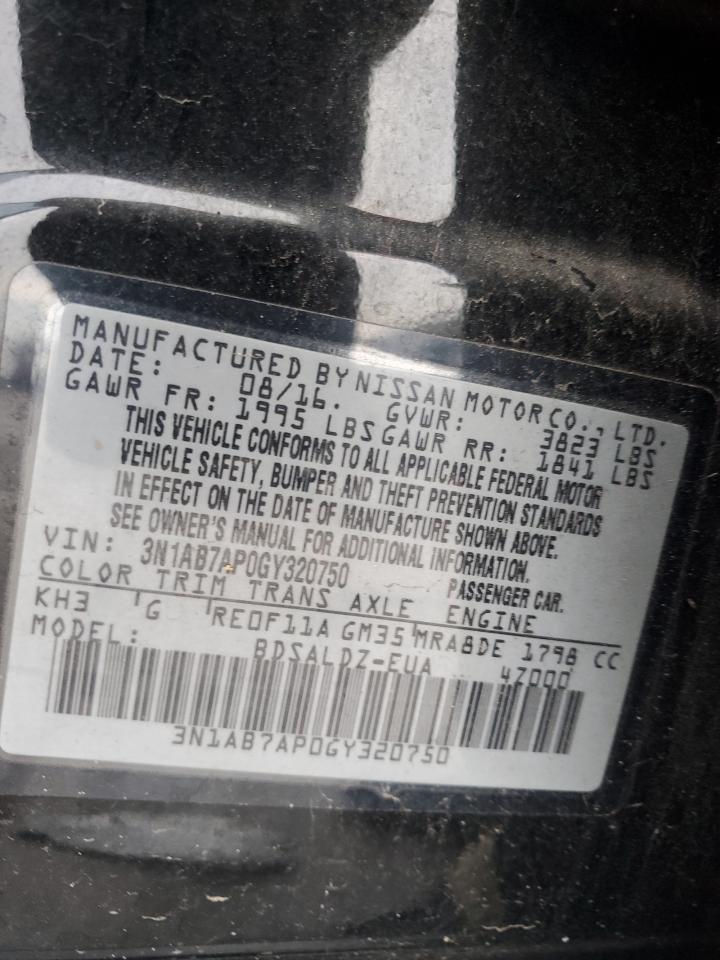 MANUFACTURED BY NISSAN MOTOR CO., LTD.
DATE: 08/16. GVWR: 3823 LBS
GAWR FR: 1995 LBS GAWR RR: 1841 LBS
THIS VEHICLE CONFORMS TO ALL APPLICABLE FEDERAL MOTOR
VEHICLE SAFETY, BUMPER AND THEFT PREVENTION STANDARDS
IN EFFECT ON THE DATE OF MANUFACTURE SHOWN ABOVE.
SEE OWNER'S MANUAL FOR ADDITIONAL INFORMATION.
VIN: 3N1AB7AP0GY320750 PASSENGER CAR.
COLOR TRIM TRANS AXLE ENGINE
KH3 G RE0F11A GM35 MRA8DE 1798 CC
MODEL: BDSALDZ-EUA 4Z000
3N1AB7AP0GY320750